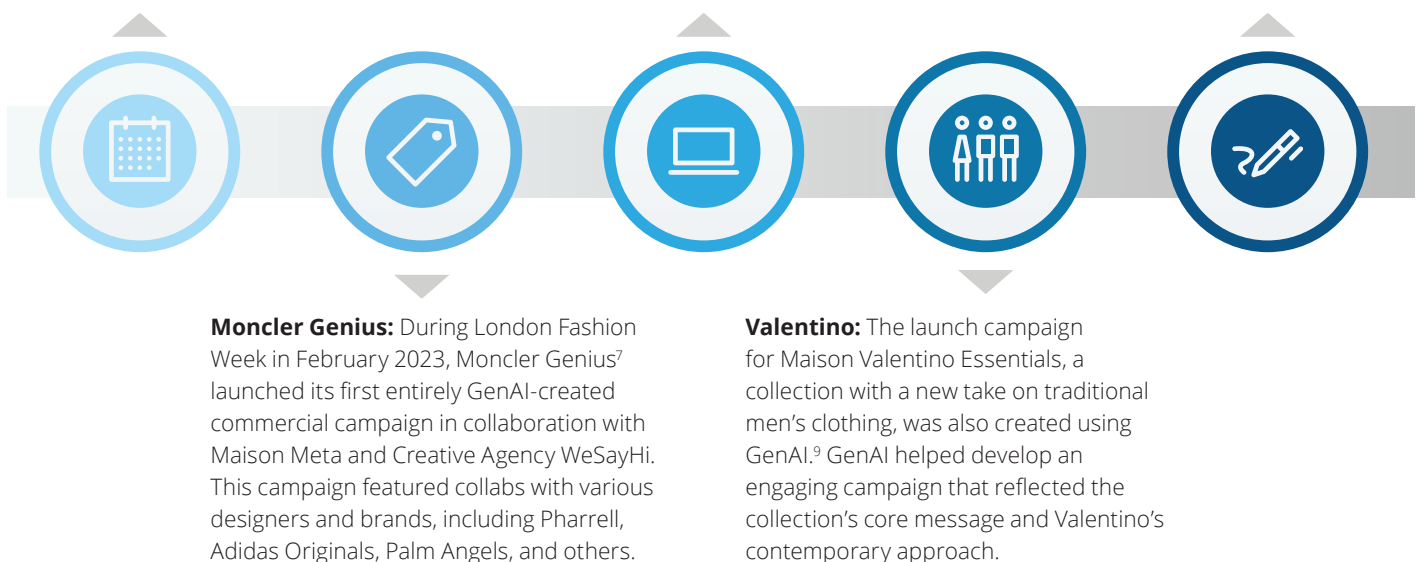 Moncler Genius: During London Fashion
Week in February 2023, Moncler Genius⁷
launched its first entirely GenAI-created
commercial campaign in collaboration with
Maison Meta and Creative Agency WeSayHi.
This campaign featured collabs with various
designers and brands, including Pharrell,
Adidas Originals, Palm Angels, and others.
Valentino: The launch campaign
for Maison Valentino Essentials, a
collection with a new take on traditional
men’s clothing, was also created using
GenAI.⁹ GenAI helped develop an
engaging campaign that reflected the
collection’s core message and Valentino’s
contemporary approach.